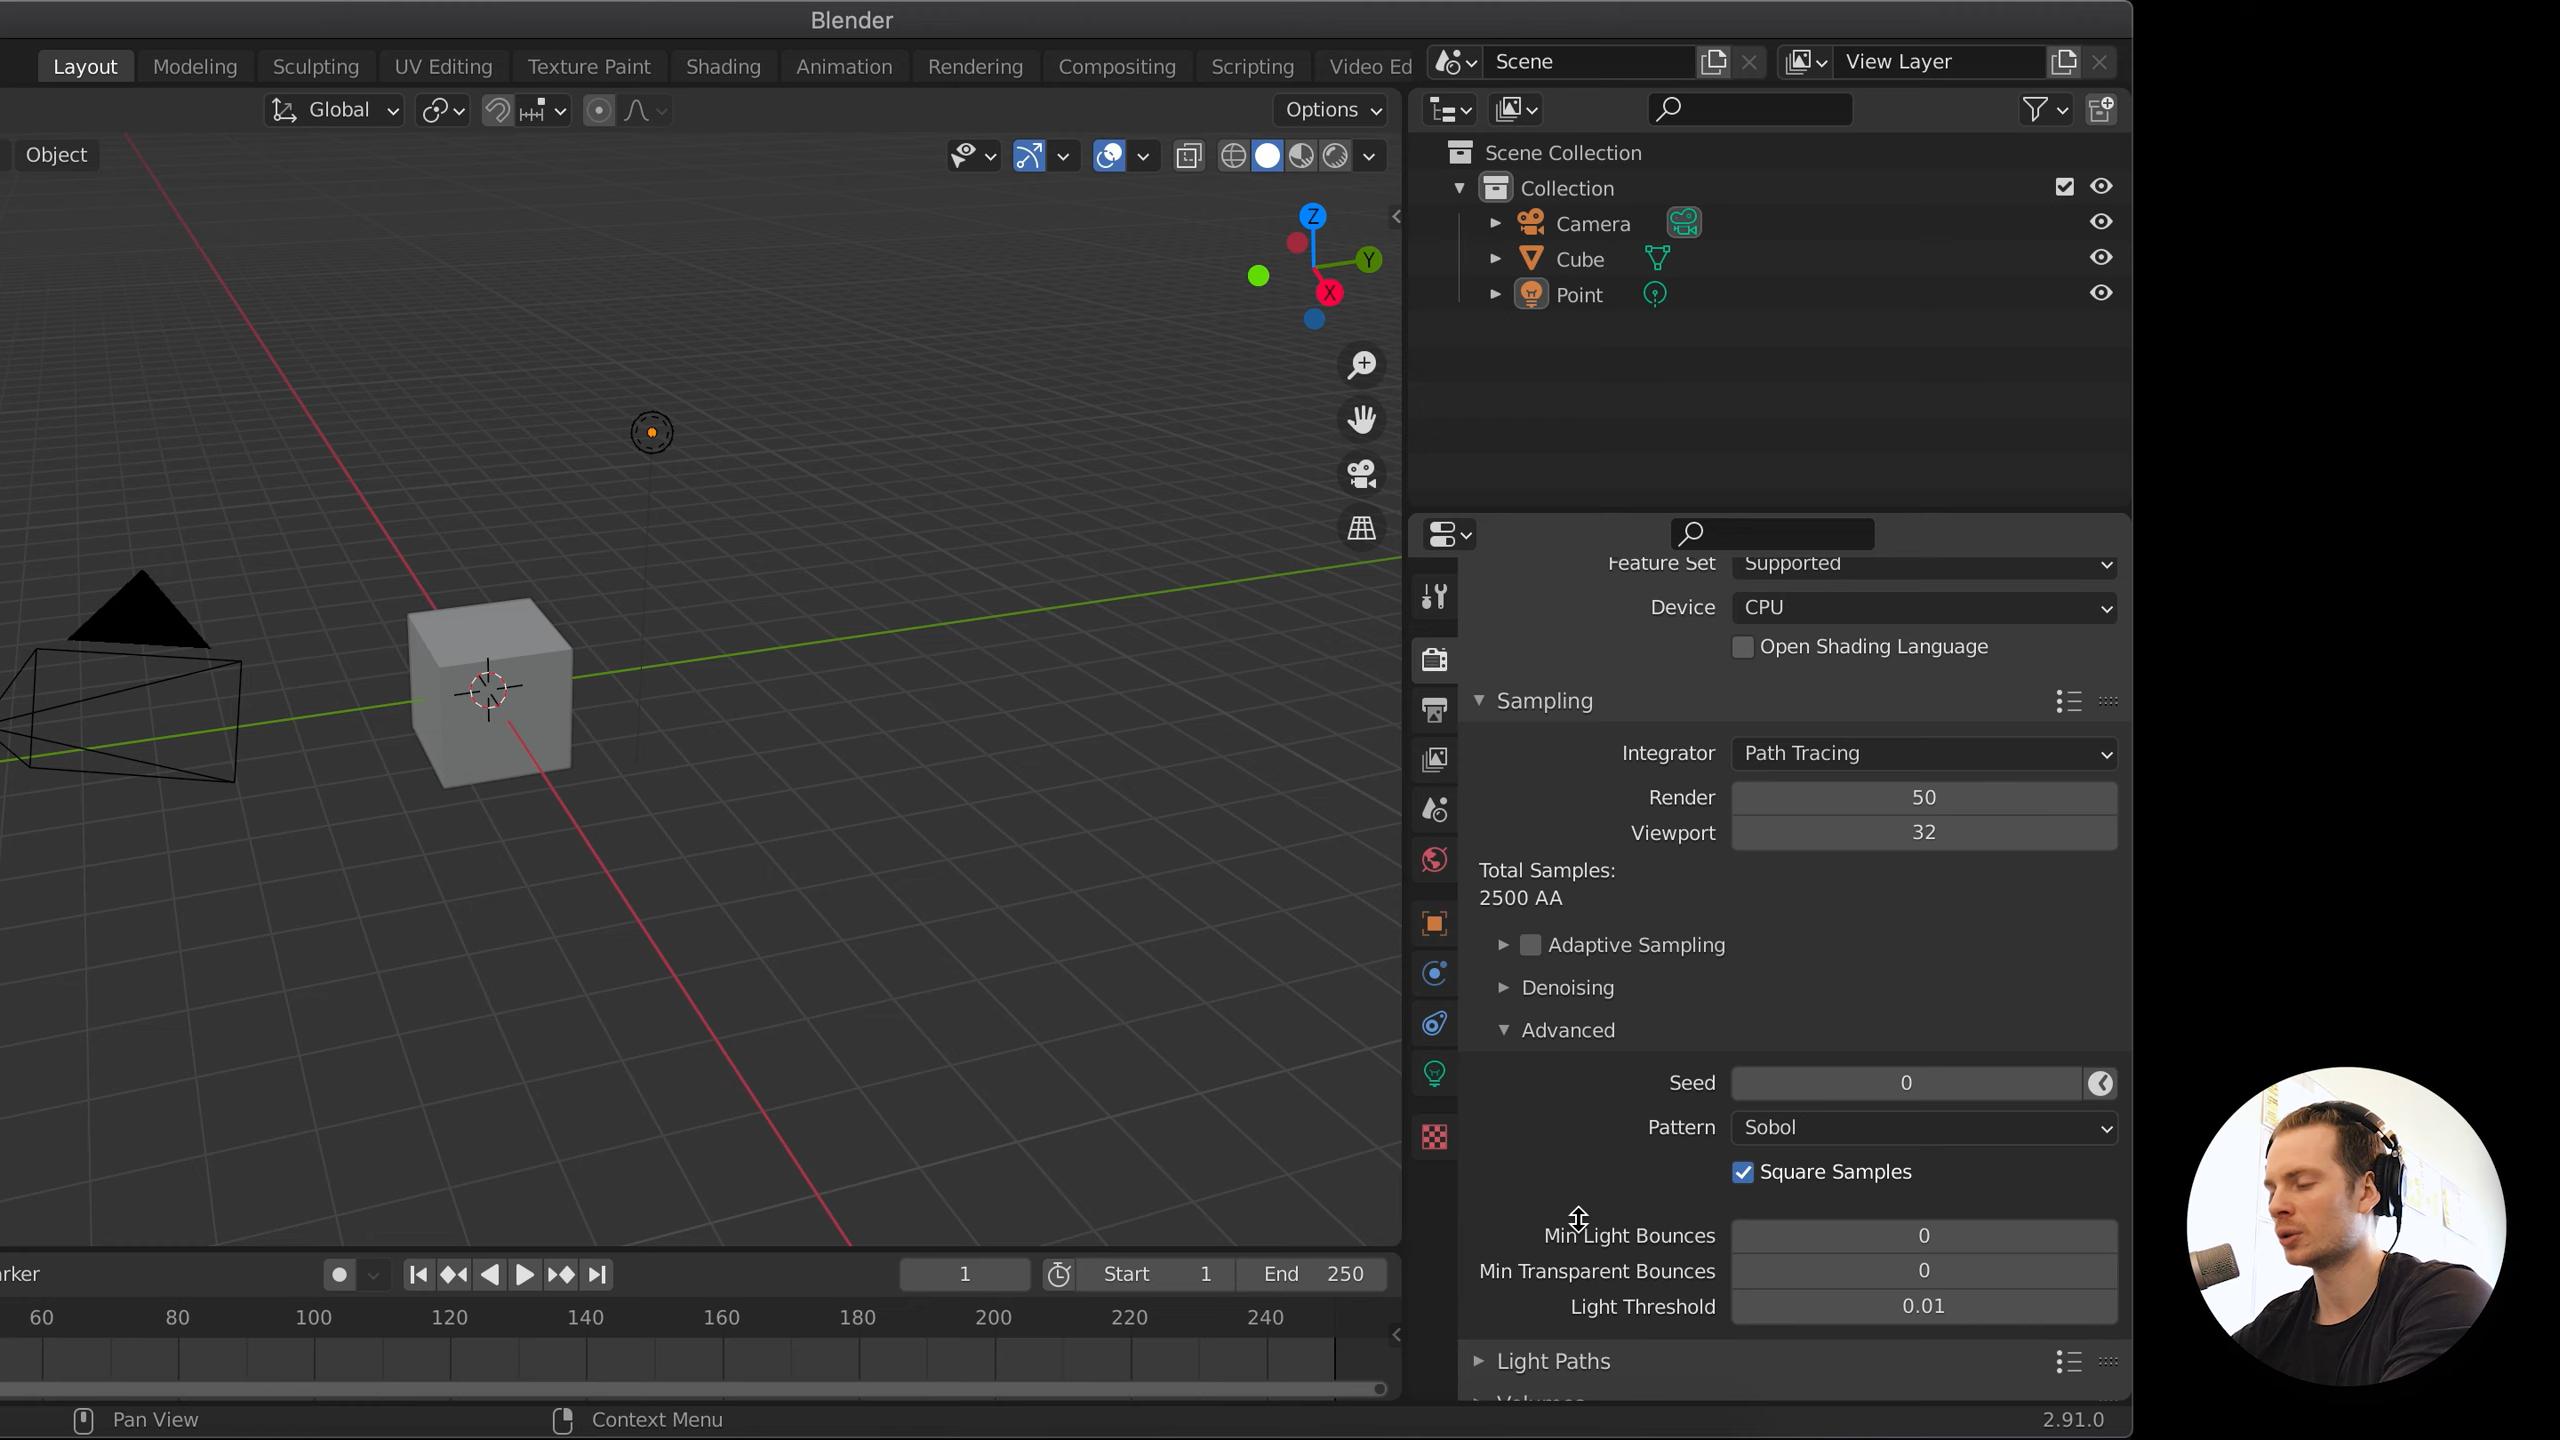 Blender
Layout Modeling Sculpting UV Editing Texture Paint Shading Animation Rendering Compositing Scripting Video Ed
Scene
View Layer
Global
Options
Object
Z
Y
X
Scene Collection
Collection
Camera
Cube
Point
Feature Set Supported
Device CPU
Open Shading Language
Sampling
Integrator Path Tracing
Render 50
Viewport 32
Total Samples:
2500 AA
Adaptive Sampling
Denoising
Advanced
Seed 0
Pattern Sobol
Square Samples
Min Light Bounces 0
Min Transparent Bounces 0
Light Threshold 0.01
Light Paths
Volumes
rker
1
Start 1
End 250
60 80 100 120 140 160 180 200 220 240
Pan View
Context Menu
2.91.0